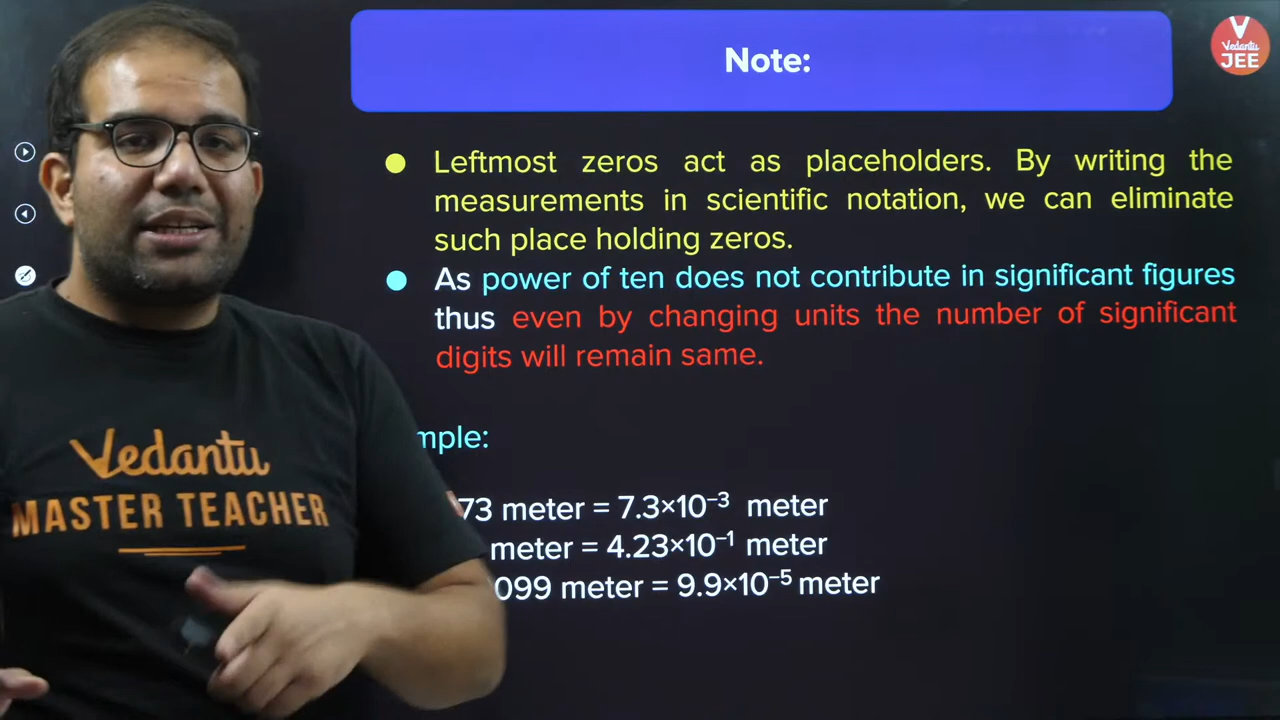 Note:
V
Vedantu
JEE
Leftmost zeros act as placeholders. By writing the
measurements in scientific notation, we can eliminate
such place holding zeros.
As power of ten does not contribute in significant figures
thus even by changing units the number of significant
digits will remain same.
mple:
73 meter = 7.3×10⁻³ meter
meter = 4.23×10⁻¹ meter
099 meter = 9.9×10⁻⁵ meter
Vedantu
MASTER TEACHER